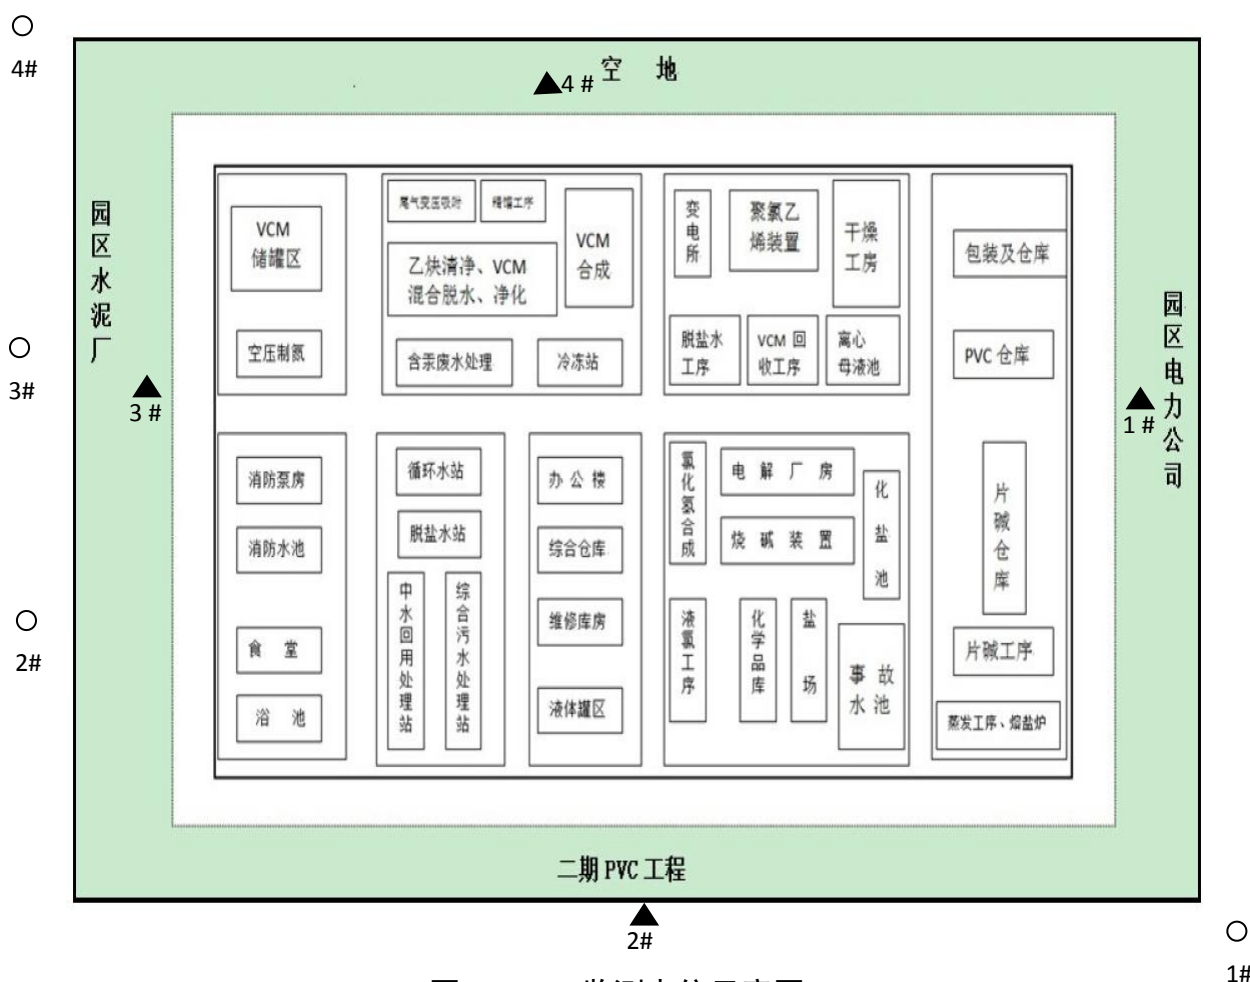 4#
空 地
4 #
园区水泥厂
3#
3 #
2#
园区电力公司
1 #
VCM
储罐区
空压制氮
尾气变压吸附
精馏工序
VCM
合成
乙炔清净、VCM
混合脱水、净化
含汞废水处理
冷冻站
变电所
聚氯乙
烯装置
干燥
工房
脱盐水
工序
VCM 回
收工序
离心
母液池
包装及仓库
PVC 仓库
片碱仓库
片碱工序
蒸发工序、熔盐炉
消防泵房
消防水池
食 堂
浴 池
循环水站
脱盐水站
中水回用处理站
综合污水处理站
办 公 楼
综合仓库
维修库房
液体罐区
氯化氢合成
电 解 厂 房
烧 碱 装 置
化盐池
液氯工序
化学品库
盐场
事 故
水 池
二期 PVC 工程
2#
1#